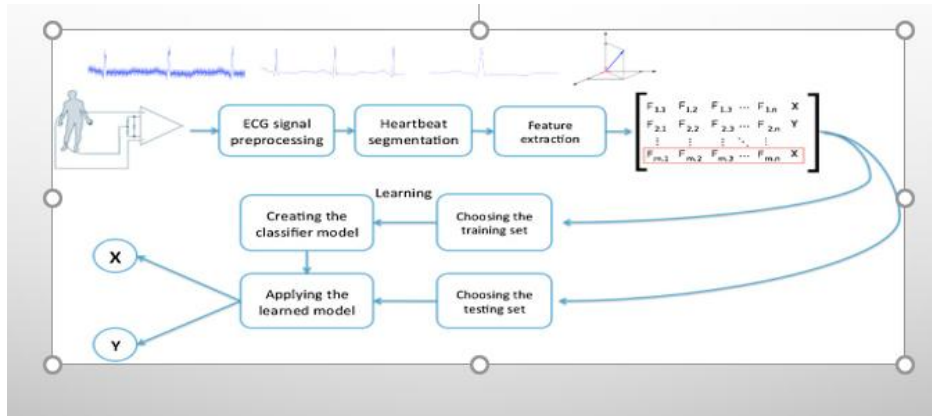 ECG signal
preprocessing
Heartbeat
segmentation
Feature
extraction
F1,1 F1,2 F1,3 ... F1,n X
F2,1 F2,2 F2,3 ... F2,n Y
⋮ ⋮ ⋮ ⋱ ⋮
Fm,1 Fm,2 Fm,3 ... Fm,n X
Learning
Creating the
classifier model
Choosing the
training set
X
Applying the
learned model
Choosing the
testing set
Y